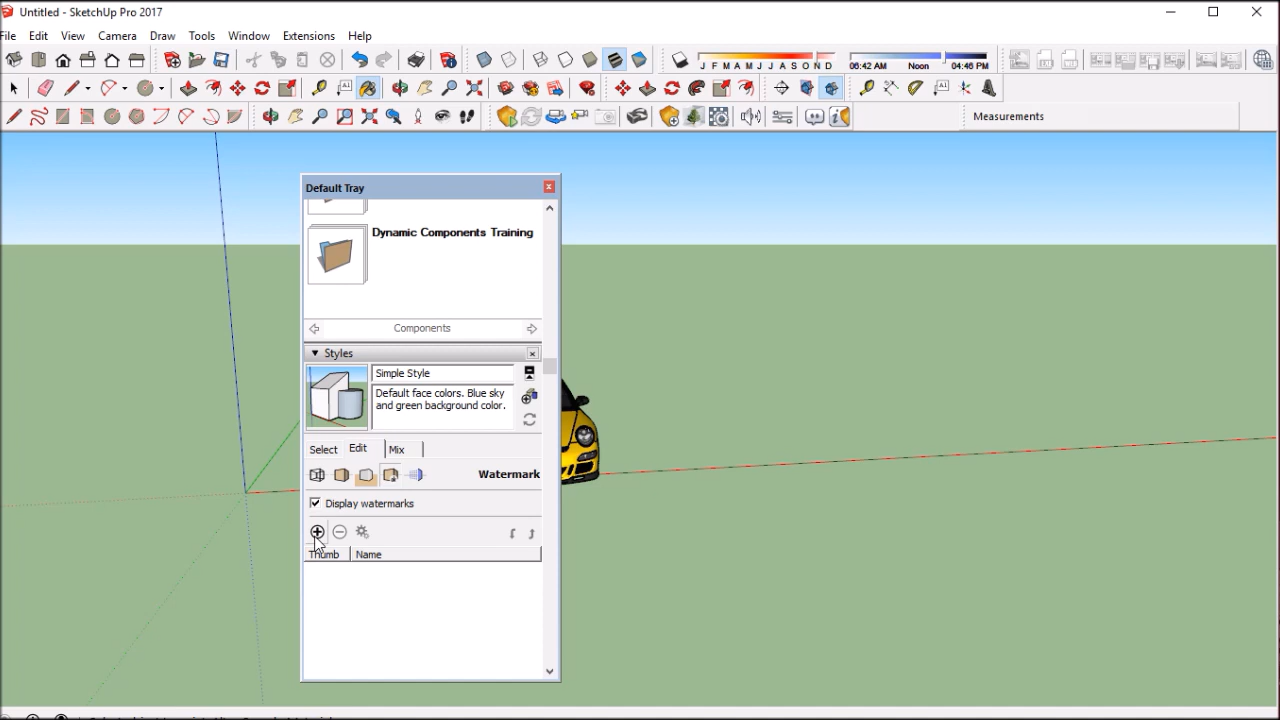 Untitled - SketchUp Pro 2017
File Edit View Camera Draw Tools Window Extensions Help
J F M A M J J A S O N D
06:42 AM Noon 04:46 PM
Measurements
Default Tray
Dynamic Components Training
Components
Styles
Simple Style
Default face colors. Blue sky
and green background color.
Select Edit Mix
Watermark
Display watermarks
Thumb Name